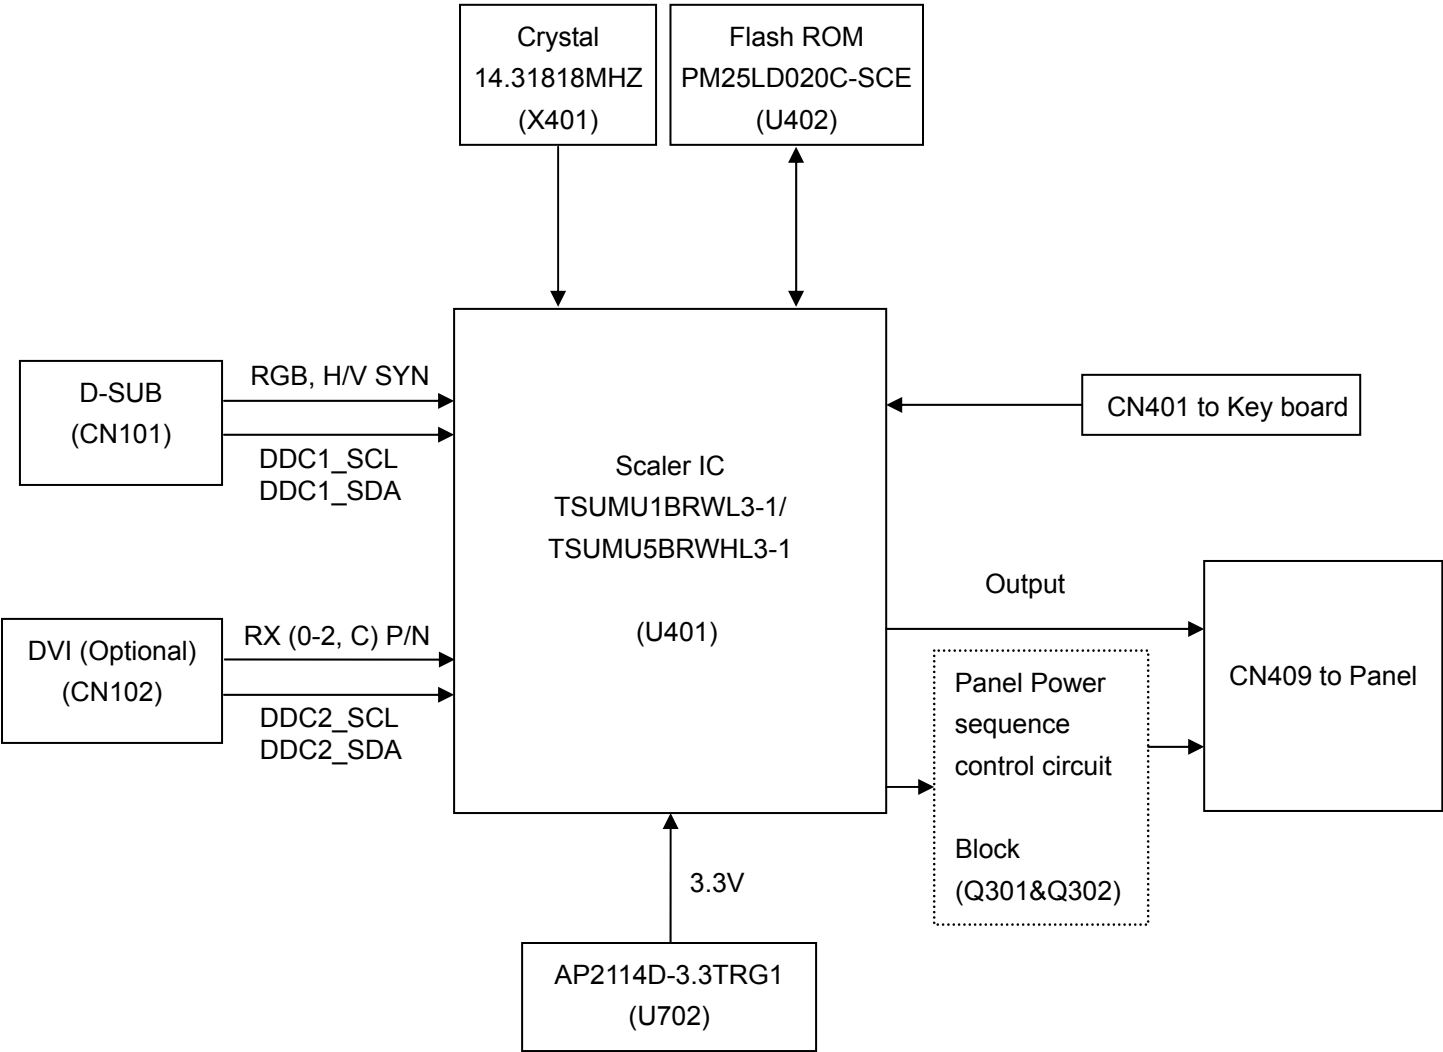 Crystal
14.31818MHZ
(X401)
Flash ROM
PM25LD020C-SCE
(U402)
D-SUB
(CN101)
RGB, H/V SYN
DDC1_SCL
DDC1_SDA
CN401 to Key board
Scaler IC
TSUMU1BRWL3-1/
TSUMU5BRWHL3-1
(U401)
DVI (Optional)
(CN102)
RX (0-2, C) P/N
DDC2_SCL
DDC2_SDA
Output
Panel Power
sequence
control circuit
Block
(Q301&Q302)
CN409 to Panel
3.3V
AP2114D-3.3TRG1
(U702)